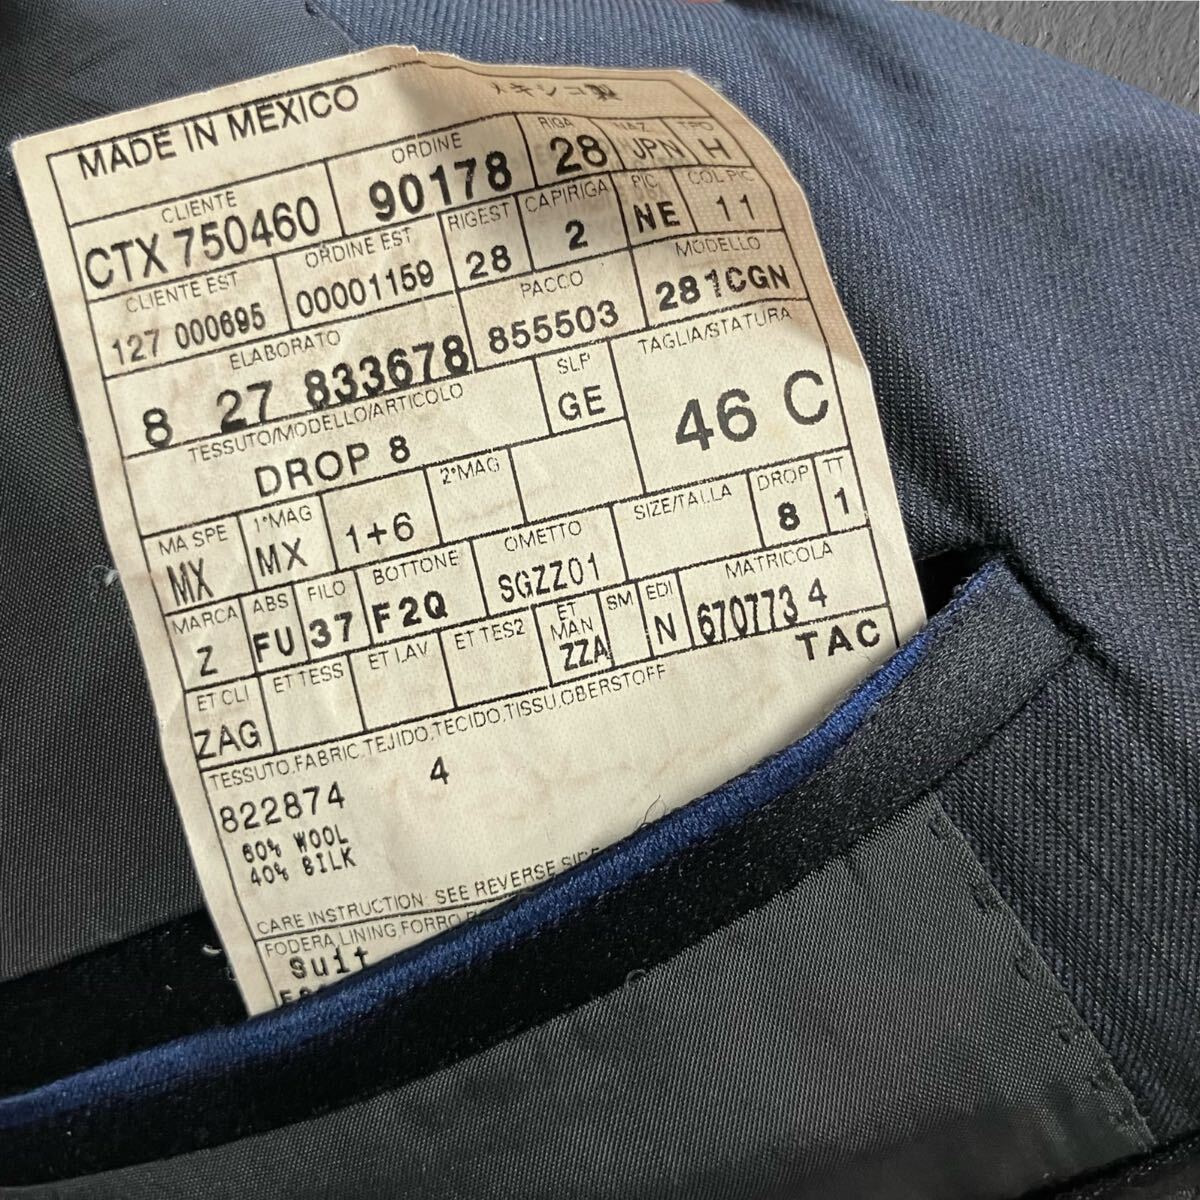 MADE IN MEXICO メキシコ製
CLIENTE ORDINE RIGA NAZ
CTX 750460 90178 28 JPN H
CLIENTE EST ORDINE EST RIGEST CAPIRIGA PIC COL PIC
127 000695 00001159 28 2 NE 11
ELABORATO PACCO MODELLO
8 27 833678 855503 281CGN
TESSUTO/MODELLO/ARTICOLO SLP TAGLIA/STATURA
DROP 8 GE 46 C
MA SPE 1°MAG 2°MAG SIZE/TALLA DROP TT
MX MX 1+6 8 1
MARCA ABS FILO BOTTONE OMETTO
Z FU 37 F2Q SGZZ01
ET CLI ET TESS ET LAV ET TES2 ET MAN SM EDI MATRICOLA
ZAG ZZA N 670773 4
TAC
TESSUTO,FABRIC,TEJIDO,TECIDO,TISSU,OBERSTOFF
822874 4
60% WOOL
40% SILK
CARE INSTRUCTION: SEE REVERSE SIDE
FODERA,LINING,FORRO
Suit